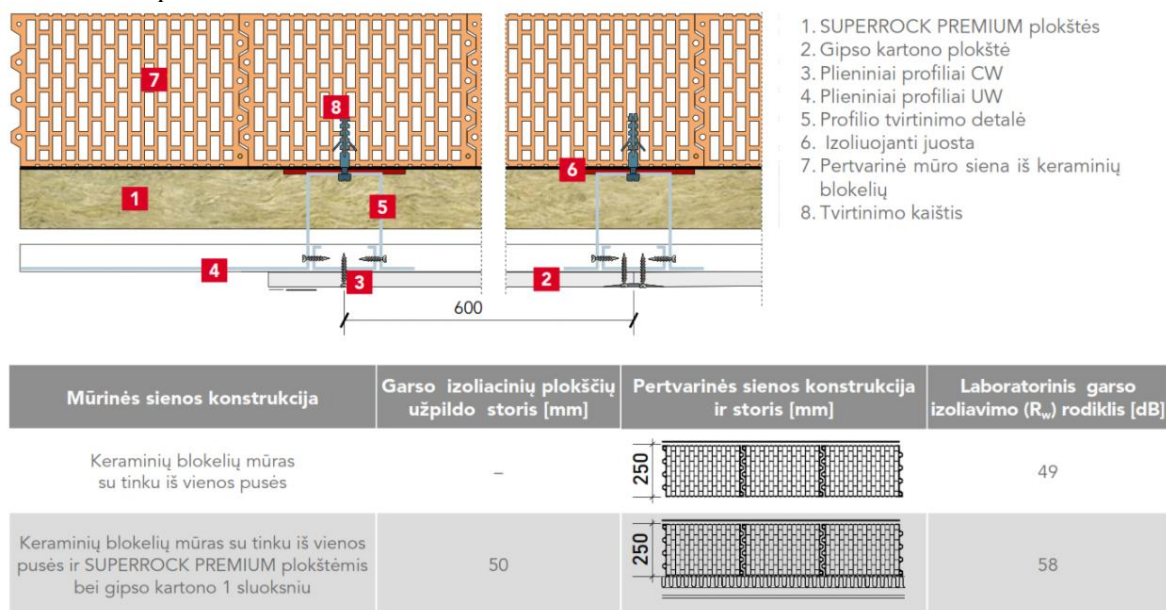 1. SUPERROCK PREMIUM plokštės
2. Gipso kartono plokštė
3. Plieniniai profiliai CW
4. Plieniniai profiliai UW
5. Profilio tvirtinimo detalė
6. Izoliuojanti juosta
7. Pertvarinė mūro siena iš keraminių
blokelių
8. Tvirtinimo kaištis
7
8
1
6
5
4
3
2
600
Mūrinės sienos konstrukcija
Garso izoliacinių plokščių
užpildo storis [mm]
Pertvarinės sienos konstrukcija
ir storis [mm]
Laboratorinis garso
izoliavimo (Rw) rodiklis [dB]
Keraminių blokelių mūras
su tinku iš vienos pusės
–
250
49
Keraminių blokelių mūras su tinku iš vienos
pusės ir SUPERROCK PREMIUM plokštėmis
bei gipso kartono 1 sluoksniu
50
250
58